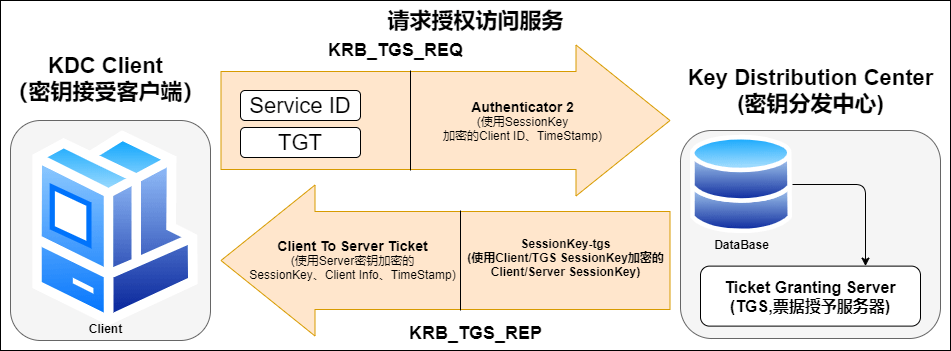 请求授权访问服务
KRB_TGS_REQ
KDC Client
(密钥接受客户端)
Key Distribution Center
(密钥分发中心)
Service ID
TGT
Authenticator 2
(使用SessionKey
加密的Client ID、TimeStamp)
Client To Server Ticket
(使用Server密钥加密的
SessionKey、Client Info、TimeStamp)
SessionKey-tgs
(使用Client/TGS SessionKey加密的
Client/Server SessionKey)
DataBase
Ticket Granting Server
(TGS,票据授予服务器)
Client
KRB_TGS_REP